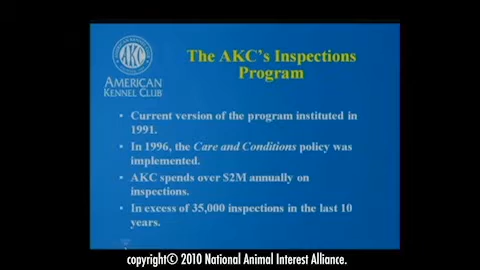 The AKC's Inspections
Program
AMERICAN
KENNEL CLUB
• Current version of the program instituted in
1991.
• In 1996, the Care and Conditions policy was
implemented.
• AKC spends over $2M annually on
inspections.
• In excess of 35,000 inspections in the last 10
years.
copyright© 2010 National Animal Interest Alliance.